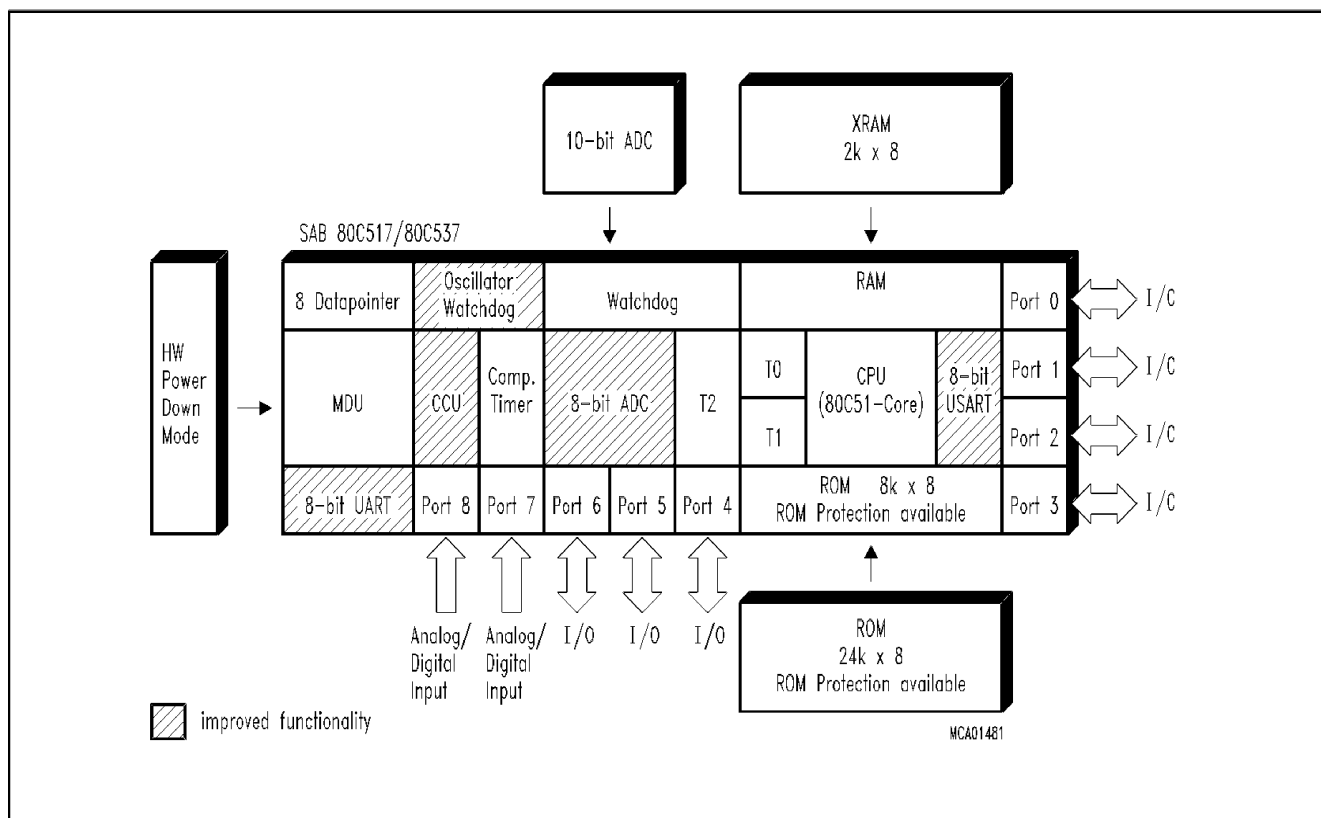 10-bit ADC
XRAM
2k x 8
SAB 80C517/80C537
HW
Power
Down
Mode
8 Datapointer
Oscillator
Watchdog
Watchdog
RAM
Port 0
I/C
MDU
CCU
Comp.
Timer
8-bit ADC
T2
T0
T1
CPU
(80C51-Core)
8-bit
USART
Port 1
I/C
Port 2
I/C
8-bit UART
Port 8
Port 7
Port 6
Port 5
Port 4
ROM 8k x 8
ROM Protection available
Port 3
I/C
Analog/
Digital
Input
Analog/
Digital
Input
I/O
I/O
I/O
ROM
24k x 8
ROM Protection available
improved functionality
MCA01481